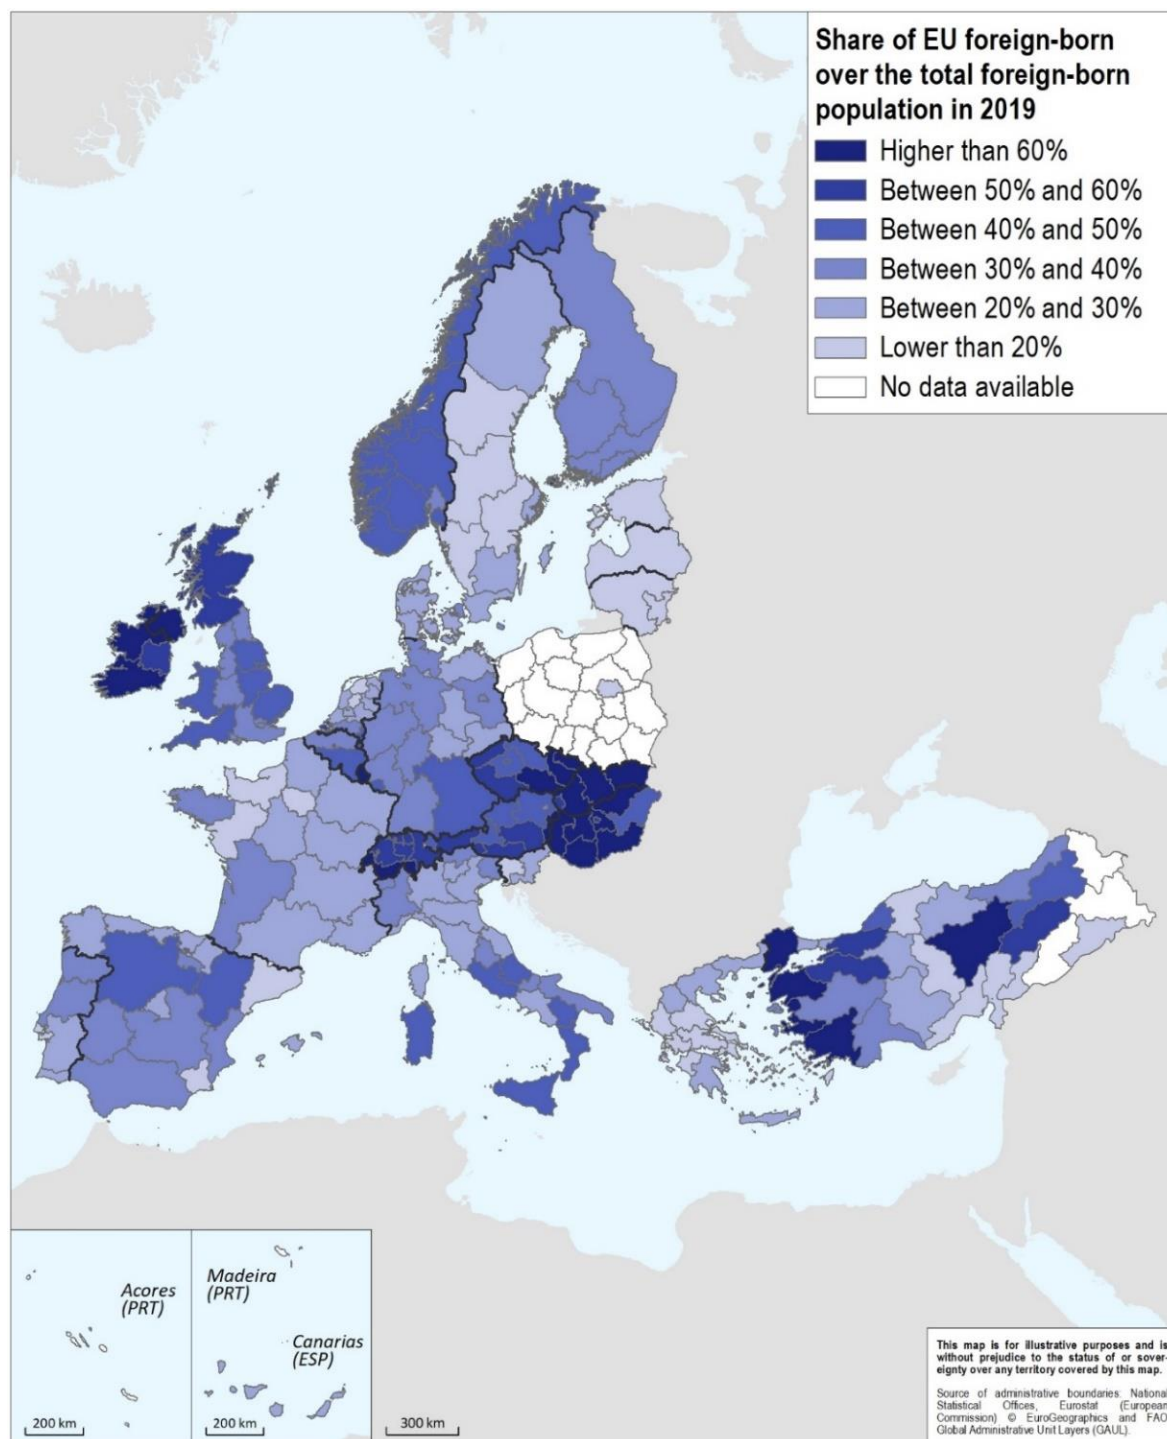 Share of EU foreign-born
over the total foreign-born
population in 2019
Higher than 60%
Between 50% and 60%
Between 40% and 50%
Between 30% and 40%
Between 20% and 30%
Lower than 20%
No data available
Acores
(PRT)
Madeira
(PRT)
Canarias
(ESP)
200 km
200 km
300 km
This map is for illustrative purposes and is
without prejudice to the status of or sover-
eignty over any territory covered by this map.
Source of administrative boundaries: National
Statistical Offices, Eurostat (European
Commission) © EuroGeographics and FAO
Global Administrative Unit Layers (GAUL).